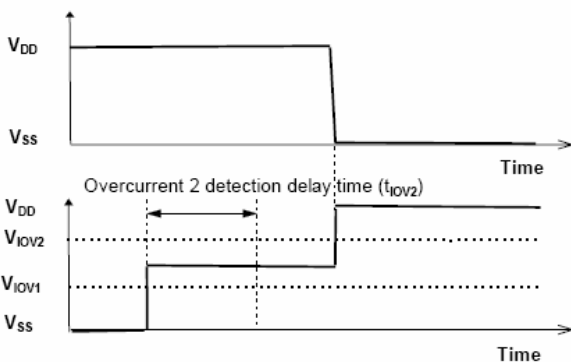 VDD
VSS
Time
Overcurrent 2 detection delay time (tIOV2)
VDD
VIOV2
VIOV1
VSS
Time